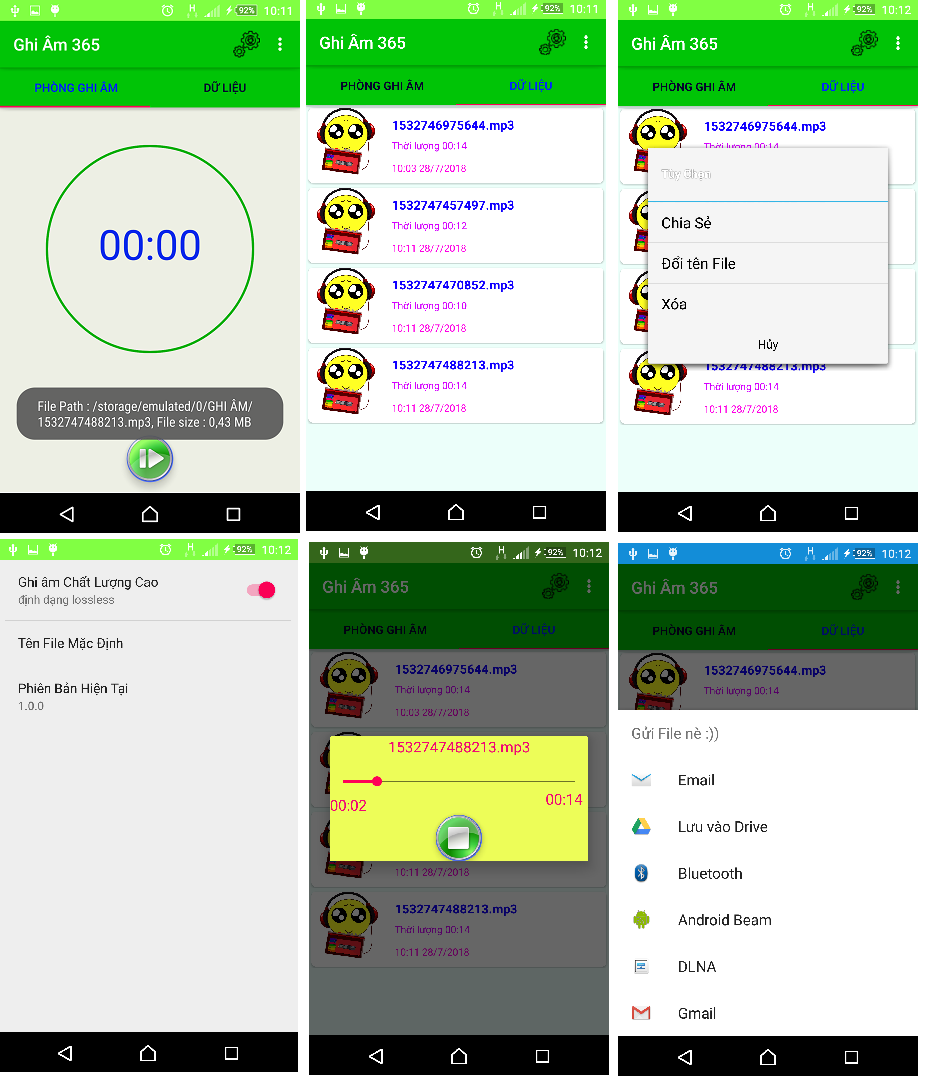 92% 10:11
Ghi Âm 365
PHÒNG GHI ÂM DỮ LIỆU
00:00
File Path : /storage/emulated/0/GHI ÂM/
1532747488213.mp3, File size : 0,43 MB
92% 10:11
Ghi Âm 365
PHÒNG GHI ÂM DỮ LIỆU
1532746975644.mp3
Thời lượng 00:14
10:03 28/7/2018
1532747457497.mp3
Thời lượng 00:12
10:11 28/7/2018
1532747470852.mp3
Thời lượng 00:10
10:11 28/7/2018
1532747488213.mp3
Thời lượng 00:14
10:11 28/7/2018
H 92% 10:12
Ghi Âm 365
PHÒNG GHI ÂM DỮ LIỆU
1532746975644.mp3
Thời lượng 00:14
Tùy Chọn
Chia Sẻ
Đổi tên File
Xóa
Hủy
1532747488213.mp3
Thời lượng 00:14
10:11 28/7/2018
H 92% 10:12
Ghi âm Chất Lượng Cao
định dạng lossless
Tên File Mặc Định
Phiên Bản Hiện Tại
1.0.0
H 92% 10:12
Ghi Âm 365
PHÒNG GHI ÂM DỮ LIỆU
1532746975644.mp3
Thời lượng 00:14
10:03 28/7/2018
1532747488213.mp3
00:02 00:14
10:11 28/7/2018
1532747488213.mp3
Thời lượng 00:14
10:11 28/7/2018
H 92% 10:12
Ghi Âm 365
PHÒNG GHI ÂM DỮ LIỆU
1532746975644.mp3
Thời lượng 00:14
Gửi File nè :))
Email
Lưu vào Drive
Bluetooth
Android Beam
DLNA
Gmail